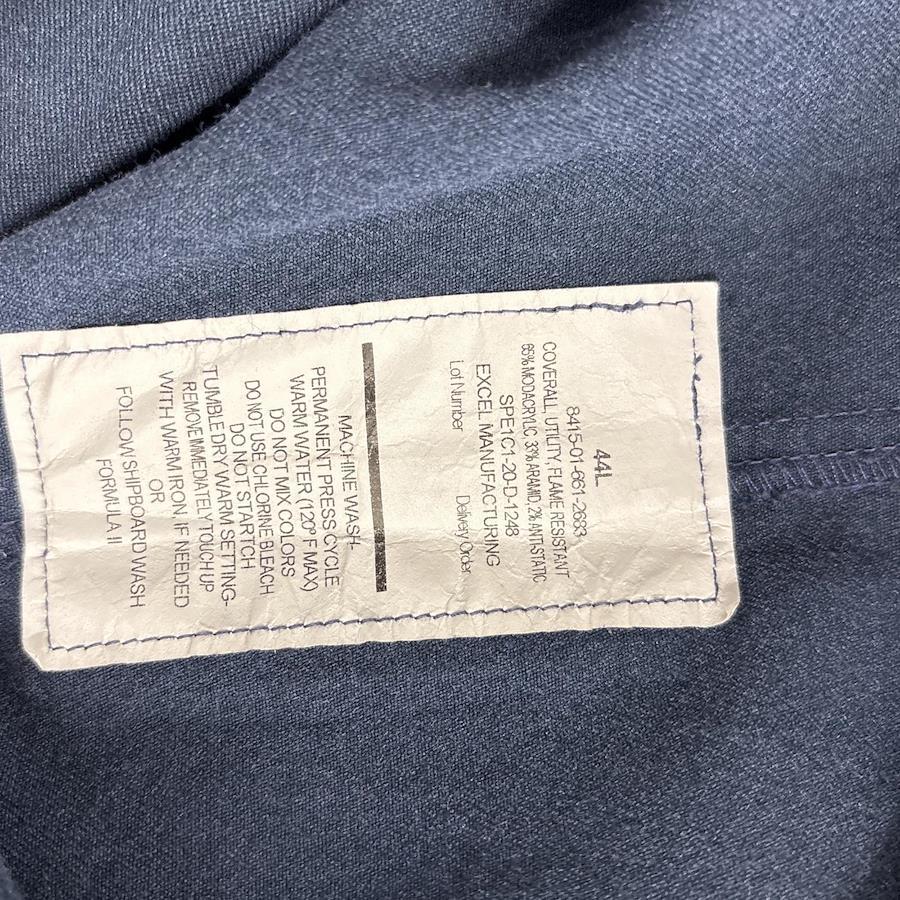 44L
8415-01-661-2683
COVERALL, UTILITY, FLAME RESISTANT
65% MODACRYLIC, 33% ARAMID, 2% ANTI-STATIC
SPE1C1-20-D-1248
EXCEL MANUFACTURING
Lot Number Delivery Order
MACHINE WASH-
PERMANENT PRESS CYCLE
WARM WATER (120° F MAX)
DO NOT MIX COLORS
DO NOT USE CHLORINE BLEACH
DO NOT STARTCH
TUMBLE DRY WARM SETTING-
REMOVE IMMEDIATELY TOUCH UP
WITH WARM IRON IF NEEDED
OR
FOLLOW SHIPBOARD WASH
FORMULA II